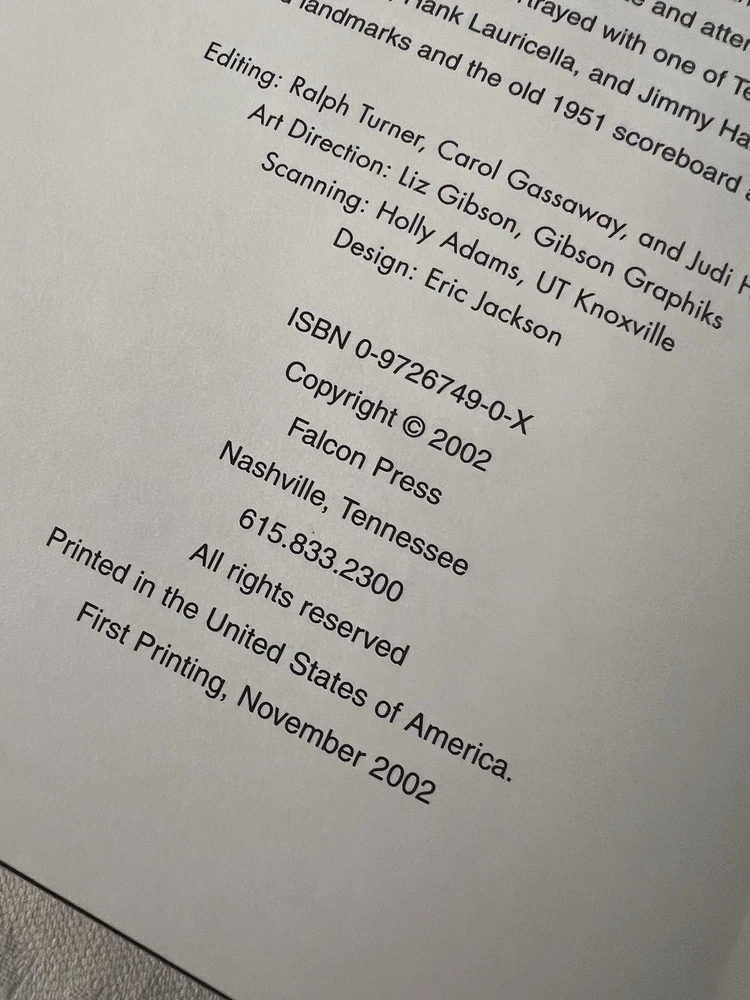 and
trayed with one of
Hank Lauricella, and Jimmy
landmarks and the old 1951 scoreboard
Editing: Ralph Turner, Carol Gassaway, and Judi
Art Direction: Liz Gibson, Gibson Graphiks
Scanning: Holly Adams, UT Knoxville
Design: Eric Jackson
ISBN 0-9726749-0-X
Copyright © 2002
Falcon Press
Nashville, Tennessee
615.833.2300
All rights reserved
Printed in the United States of America.
First Printing, November 2002